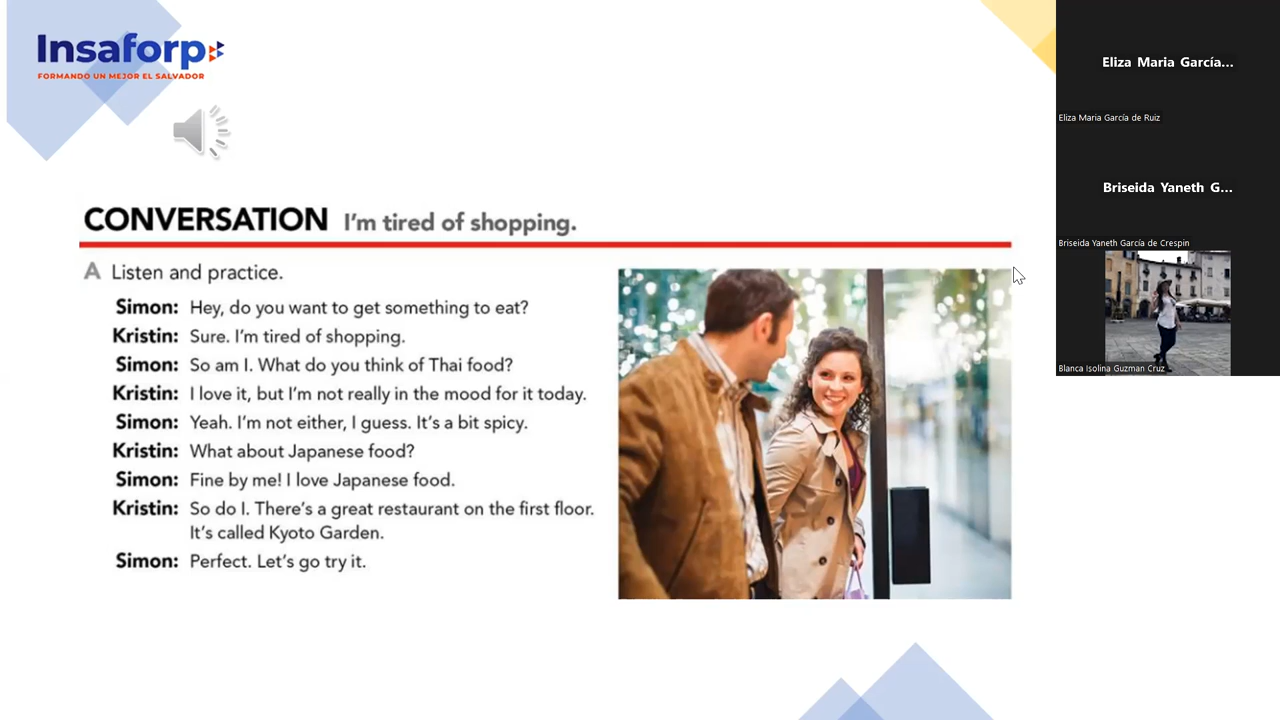 Insaforp
FORMANDO UN MEJOR EL SALVADOR
CONVERSATION I'm tired of shopping.
A Listen and practice.
Simon: Hey, do you want to get something to eat?
Kristin: Sure. I'm tired of shopping.
Simon: So am I. What do you think of Thai food?
Kristin: I love it, but I'm not really in the mood for it today.
Simon: Yeah. I'm not either, I guess. It's a bit spicy.
Kristin: What about Japanese food?
Simon: Fine by me! I love Japanese food.
Kristin: So do I. There's a great restaurant on the first floor.
It's called Kyoto Garden.
Simon: Perfect. Let's go try it.
Eliza Maria García...
Eliza Maria García de Ruiz
Briseida Yaneth G...
Briseida Yaneth García de Crespin
Blanca Isolina Guzman Cruz